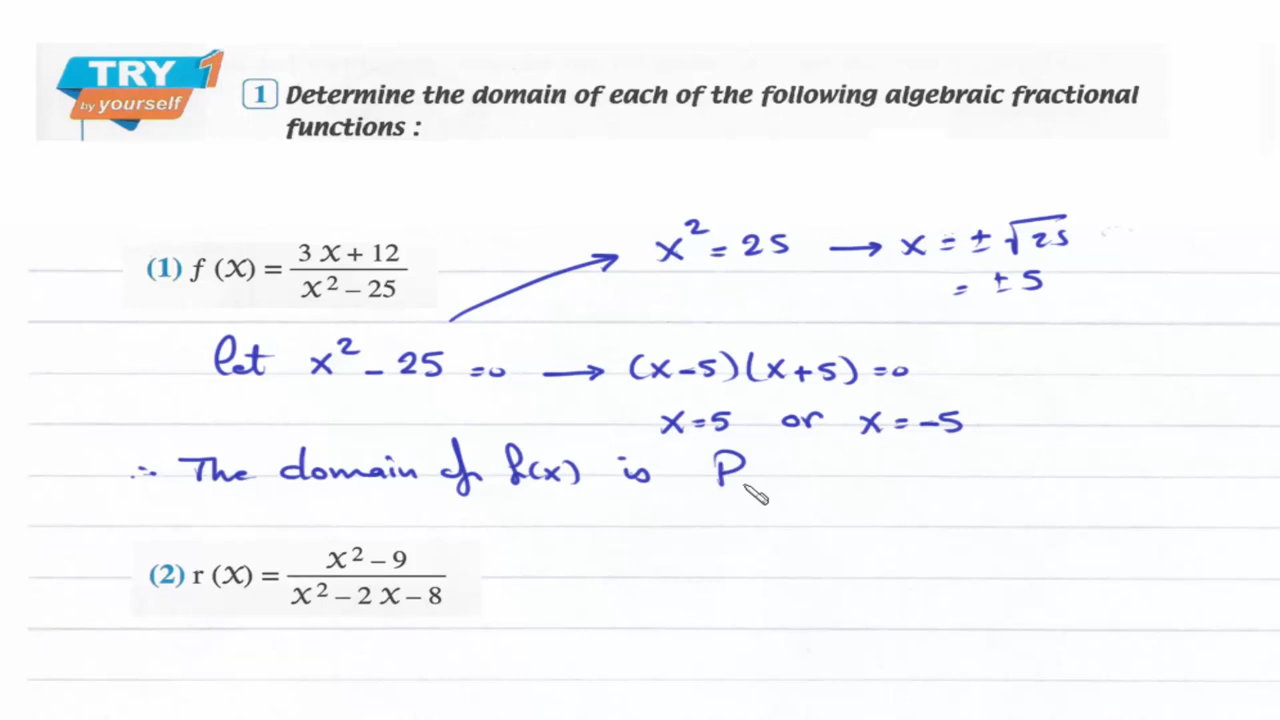 TRY 1
by yourself
1 Determine the domain of each of the following algebraic fractional
functions :
x² = 25 → x = ± √25
= ± 5
(1) f (X) = (3 X + 12) / (X² – 25)
let x² - 25 = 0 → (x-5)(x+5) = 0
x = 5 or x = -5
∴ The domain of f(x) is P
(2) r (X) = (X² – 9) / (X² – 2 X – 8)